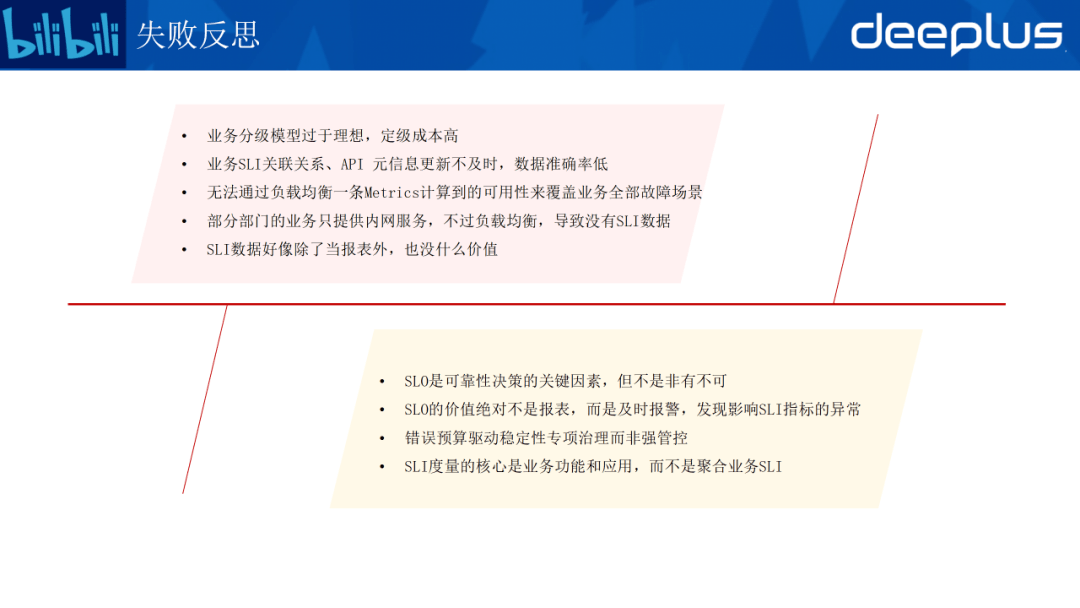 bilibili 失败反思
deeplus
• 业务分级模型过于理想，定级成本高
• 业务SLI关联关系、API 元信息更新不及时，数据准确率低
• 无法通过负载均衡一条Metrics计算到的可用性来覆盖业务全部故障场景
• 部分部门的业务只提供内网服务，不过负载均衡，导致没有SLI数据
• SLI数据好像除了当报表外，也没什么价值
• SLO是可靠性决策的关键因素，但不是非有不可
• SLO的价值绝对不是报表，而是及时报警，发现影响SLI指标的异常
• 错误预算驱动稳定性专项治理而非强管控
• SLI度量的核心是业务功能和应用，而不是聚合业务SLI